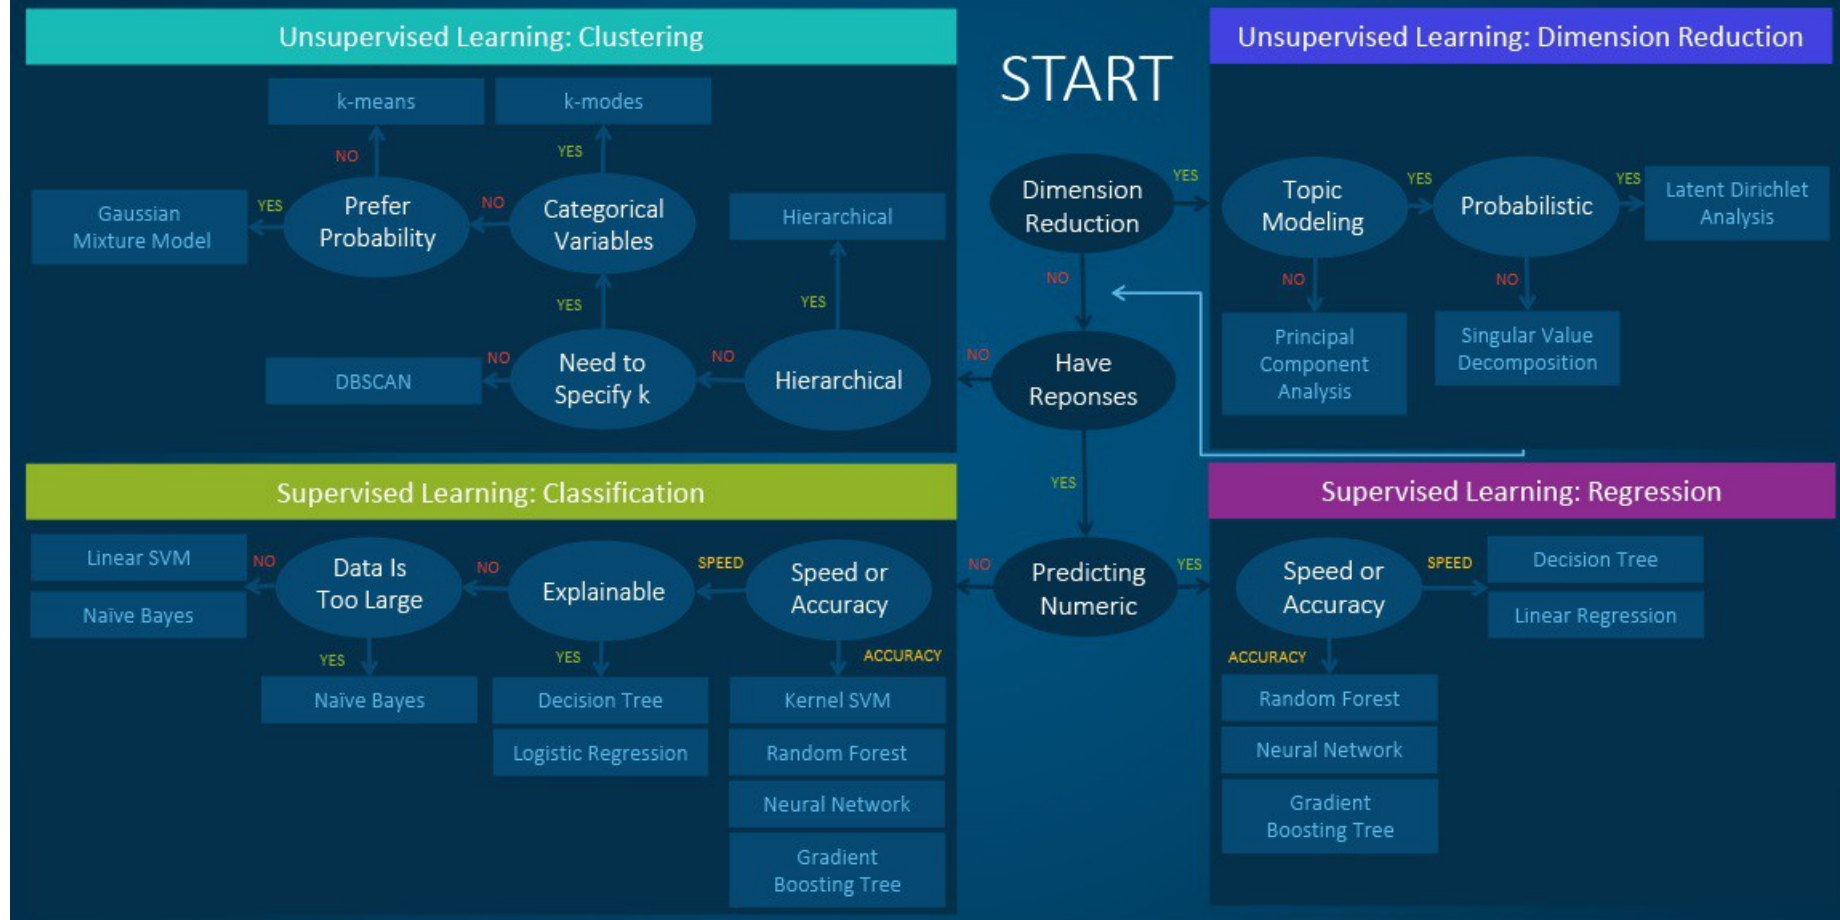 Unsupervised Learning: Clustering
k-means
k-modes
NO
YES
Gaussian
Mixture Model
YES
Prefer
Probability
NO
Categorical
Variables
Hierarchical
YES
YES
DBSCAN
NO
Need to
Specify k
NO
Hierarchical
START
Dimension
Reduction
YES
NO
NO
Have
Reponses
YES
NO
Predicting
Numeric
YES
Unsupervised Learning: Dimension Reduction
Topic
Modeling
YES
Probabilistic
YES
Latent Dirichlet
Analysis
NO
NO
Principal
Component
Analysis
Singular Value
Decomposition
Supervised Learning: Classification
Linear SVM
Naïve Bayes
NO
Data Is
Too Large
NO
Explainable
SPEED
Speed or
Accuracy
YES
YES
ACCURACY
Naïve Bayes
Decision Tree
Logistic Regression
Kernel SVM
Random Forest
Neural Network
Gradient
Boosting Tree
Supervised Learning: Regression
Speed or
Accuracy
SPEED
Decision Tree
Linear Regression
ACCURACY
Random Forest
Neural Network
Gradient
Boosting Tree